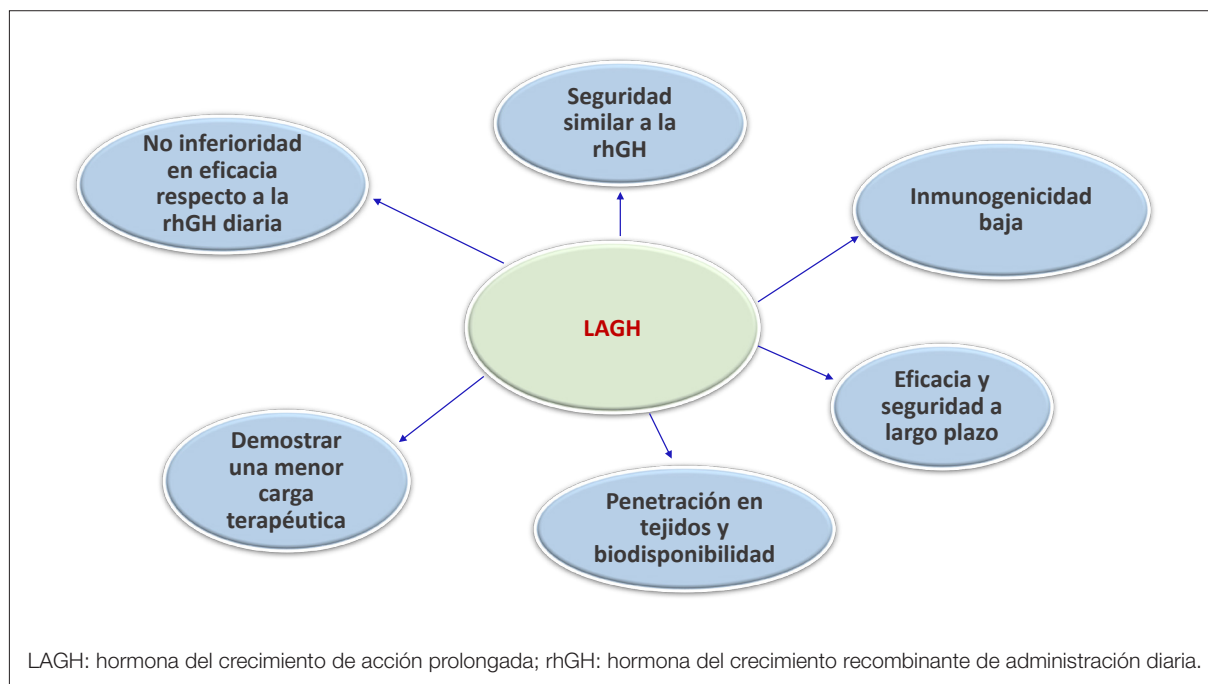 Seguridad
similar a la
rhGH
No inferioridad
en eficacia
respecto a la
rhGH diaria
Inmunogenicidad
baja
LAGH
Eficacia y
seguridad a
largo plazo
Demostrar
una menor
carga
terapéutica
Penetración en
tejidos y
biodisponibilidad
LAGH: hormona del crecimiento de acción prolongada; rhGH: hormona del crecimiento recombinante de administración diaria.